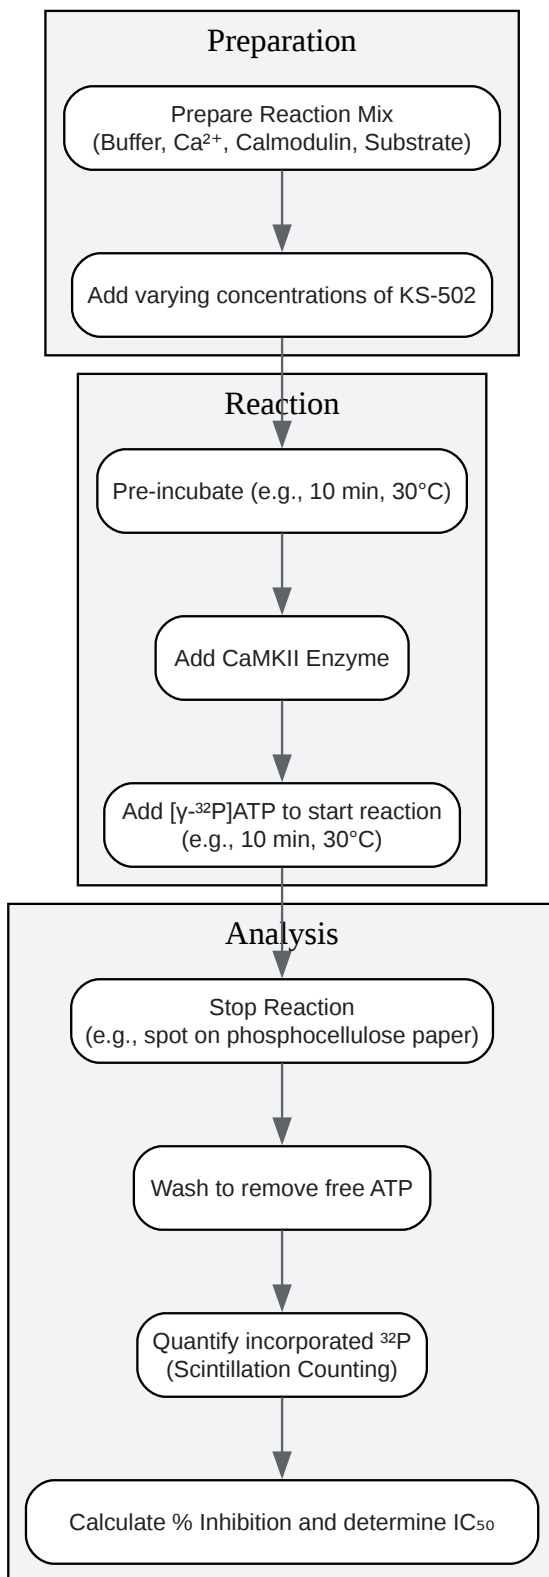 Preparation
Prepare Reaction Mix
(Buffer, Ca²⁺, Calmodulin, Substrate)
Add varying concentrations of KS-502
Reaction
Pre-incubate (e.g., 10 min, 30°C)
Add CaMKII Enzyme
Add [γ-³²P]ATP to start reaction
(e.g., 10 min, 30°C)
Analysis
Stop Reaction
(e.g., spot on phosphocellulose paper)
Wash to remove free ATP
Quantify incorporated ³²P
(Scintillation Counting)
Calculate % Inhibition and determine IC₅₀